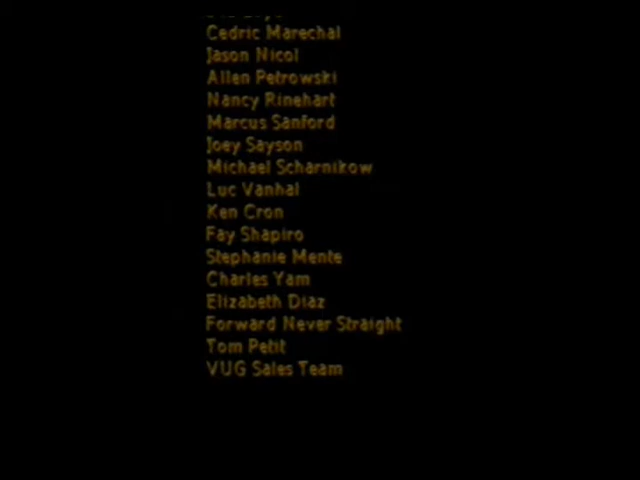 Cedric Marechal
Jason Nicol
Allen Petrowski
Nancy Rinehart
Marcus Sanford
Joey Sayson
Michael Scharnikow
Luc Vanhal
Ken Cron
Fay Shapiro
Stephanie Mente
Charles Yam
Elizabeth Diaz
Forward Never Straight
Tom Petit
VUG Sales Team